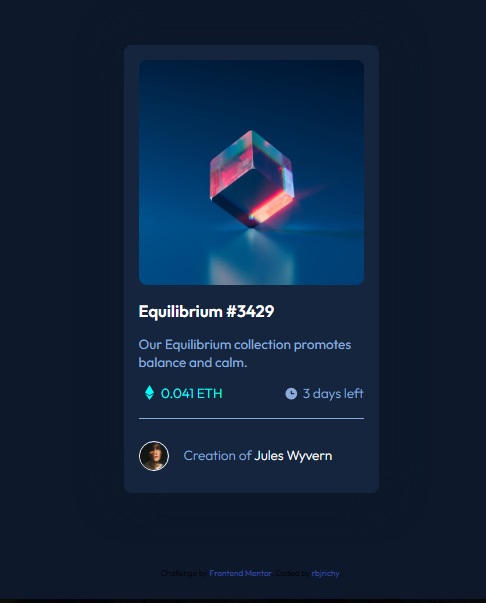 Equilibrium #3429
Our Equilibrium collection promotes
balance and calm.
0.041 ETH 3 days left
Creation of Jules Wyvern
Challenge by Frontend Mentor. Coded by rbjrichy